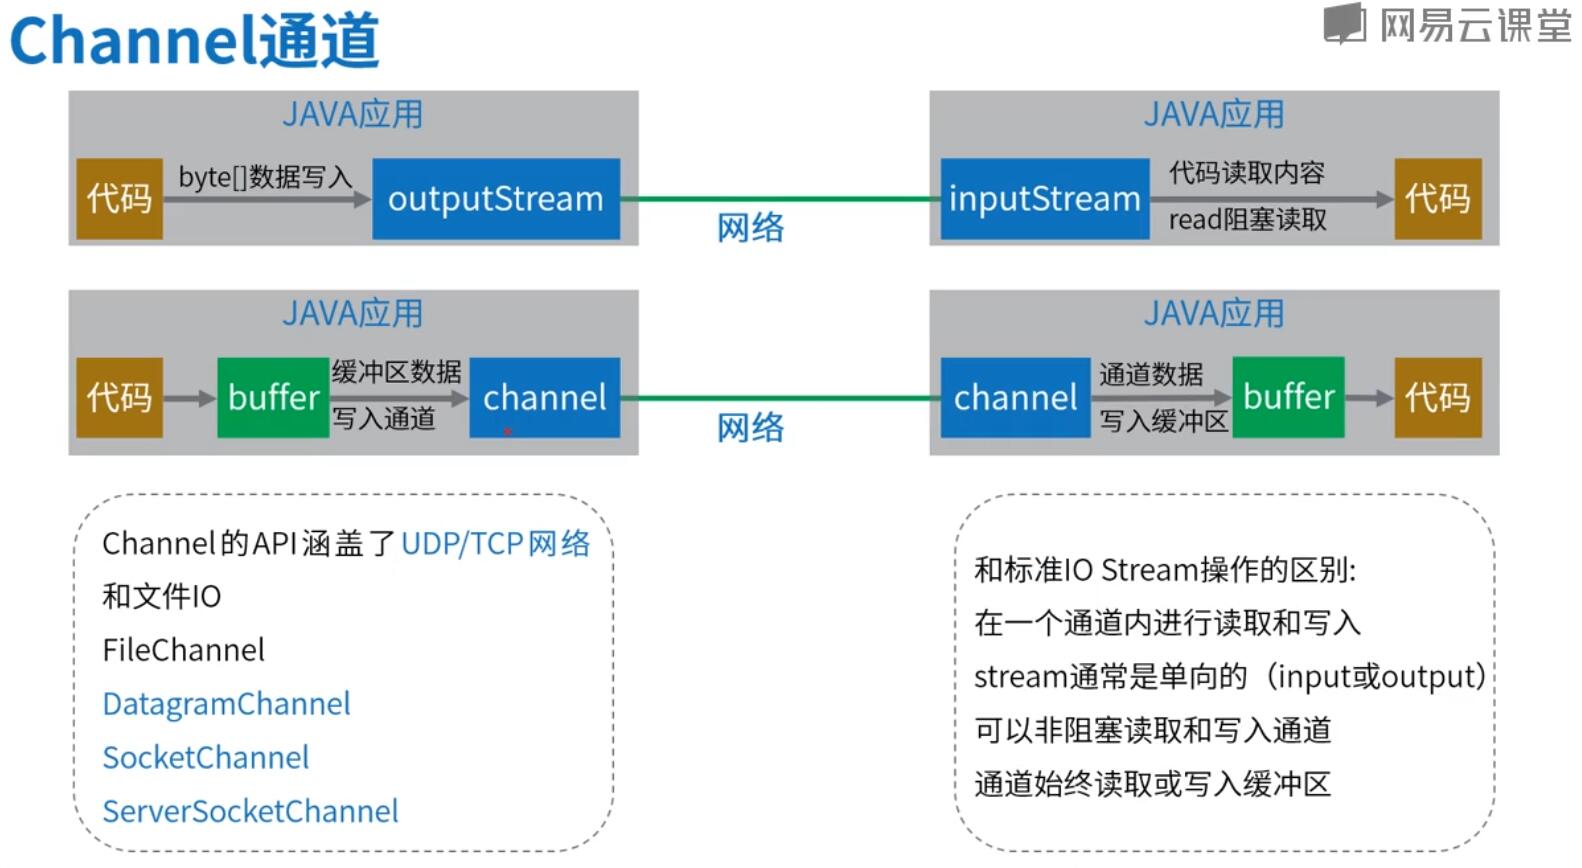 Channel通道
网易云课堂
JAVA应用
代码
byte[]数据写入
outputStream
网络
JAVA应用
inputStream
代码读取内容
read阻塞读取
代码
JAVA应用
代码
buffer
缓冲区数据
写入通道
channel
网络
JAVA应用
channel
通道数据
写入缓冲区
buffer
代码
Channel的API涵盖了UDP/TCP网络
和文件IO
FileChannel
DatagramChannel
SocketChannel
ServerSocketChannel
和标准IO Stream操作的区别:
在一个通道内进行读取和写入
stream通常是单向的（input或output）
可以非阻塞读取和写入通道
通道始终读取或写入缓冲区